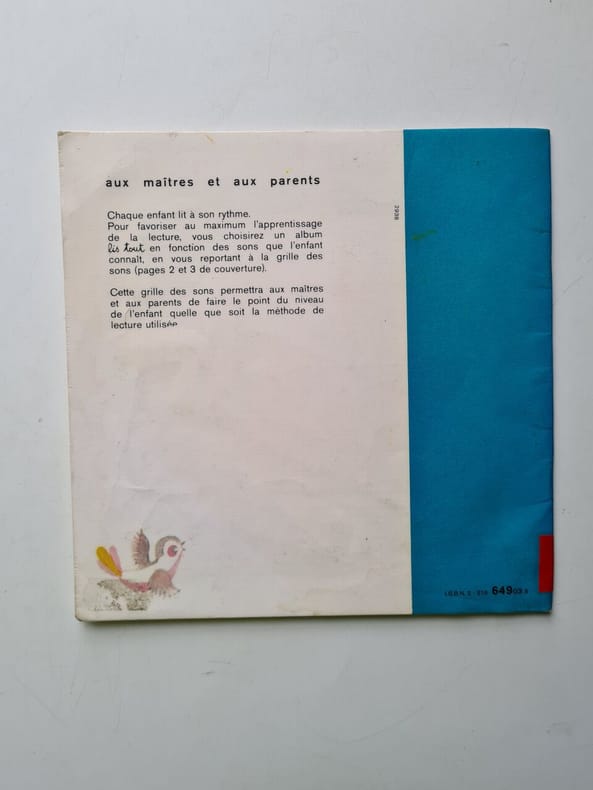 aux maîtres et aux parents
Chaque enfant lit à son rythme.
Pour favoriser au maximum l'apprentissage
de la lecture, vous choisirez un album
lis tout en fonction des sons que l'enfant
connaît, en vous reportant à la grille des
sons (pages 2 et 3 de couverture).
Cette grille des sons permettra aux maîtres
et aux parents de faire le point du niveau
de l'enfant quelle que soit la méthode de
lecture utilisée
2938
I.S.B.N. 2 - 218 64903